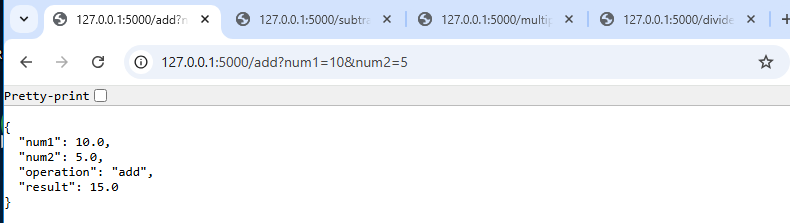 127.0.0.1:5000/add?n
127.0.0.1:5000/subtra
127.0.0.1:5000/multip
127.0.0.1:5000/divide
127.0.0.1:5000/add?num1=10&num2=5
Pretty-print
{
"num1": 10.0,
"num2": 5.0,
"operation": "add",
"result": 15.0
}